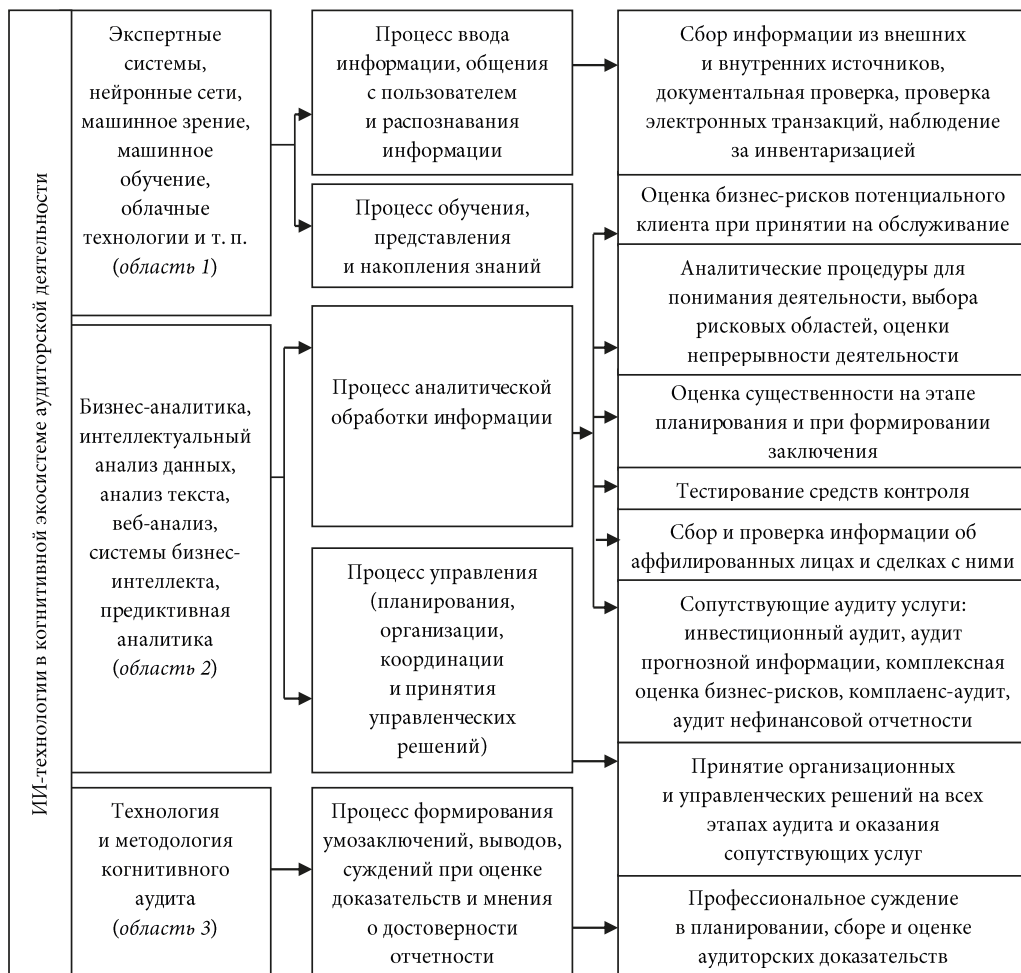 ИИ-технологии в когнитивной экосистеме аудиторской деятельности
Экспертные
системы,
нейронные сети,
машинное зрение,
машинное
обучение,
облачные
технологии и т. п.
(область 1)
Бизнес-аналитика,
интеллектуальный
анализ данных,
анализ текста,
веб-анализ,
системы бизнес-
интеллекта,
предиктивная
аналитика
(область 2)
Технология
и методология
когнитивного
аудита
(область 3)
Процесс ввода
информации, общения
с пользователем
и распознавания
информации
Процесс обучения,
представления
и накопления знаний
Процесс аналитической
обработки информации
Процесс управления
(планирования,
организации,
координации
и принятия
управленческих
решений)
Процесс формирования
умозаключений, выводов,
суждений при оценке
доказательств и мнения
о достоверности
отчетности
Сбор информации из внешних
и внутренних источников,
документальная проверка, проверка
электронных транзакций, наблюдение
за инвентаризацией
Оценка бизнес-рисков потенциального
клиента при принятии на обслуживание
Аналитические процедуры для
понимания деятельности, выбора
рисковых областей, оценки
непрерывности деятельности
Оценка существенности на этапе
планирования и при формировании
заключения
Тестирование средств контроля
Сбор и проверка информации об
аффилированных лицах и сделках с ними
Сопутствующие аудиту услуги:
инвестиционный аудит, аудит
прогнозной информации, комплексная
оценка бизнес-рисков, комплаенс-аудит,
аудит нефинансовой отчетности
Принятие организационных
и управленческих решений на всех
этапах аудита и оказания
сопутствующих услуг
Профессиональное суждение
в планировании, сборе и оценке
аудиторских доказательств